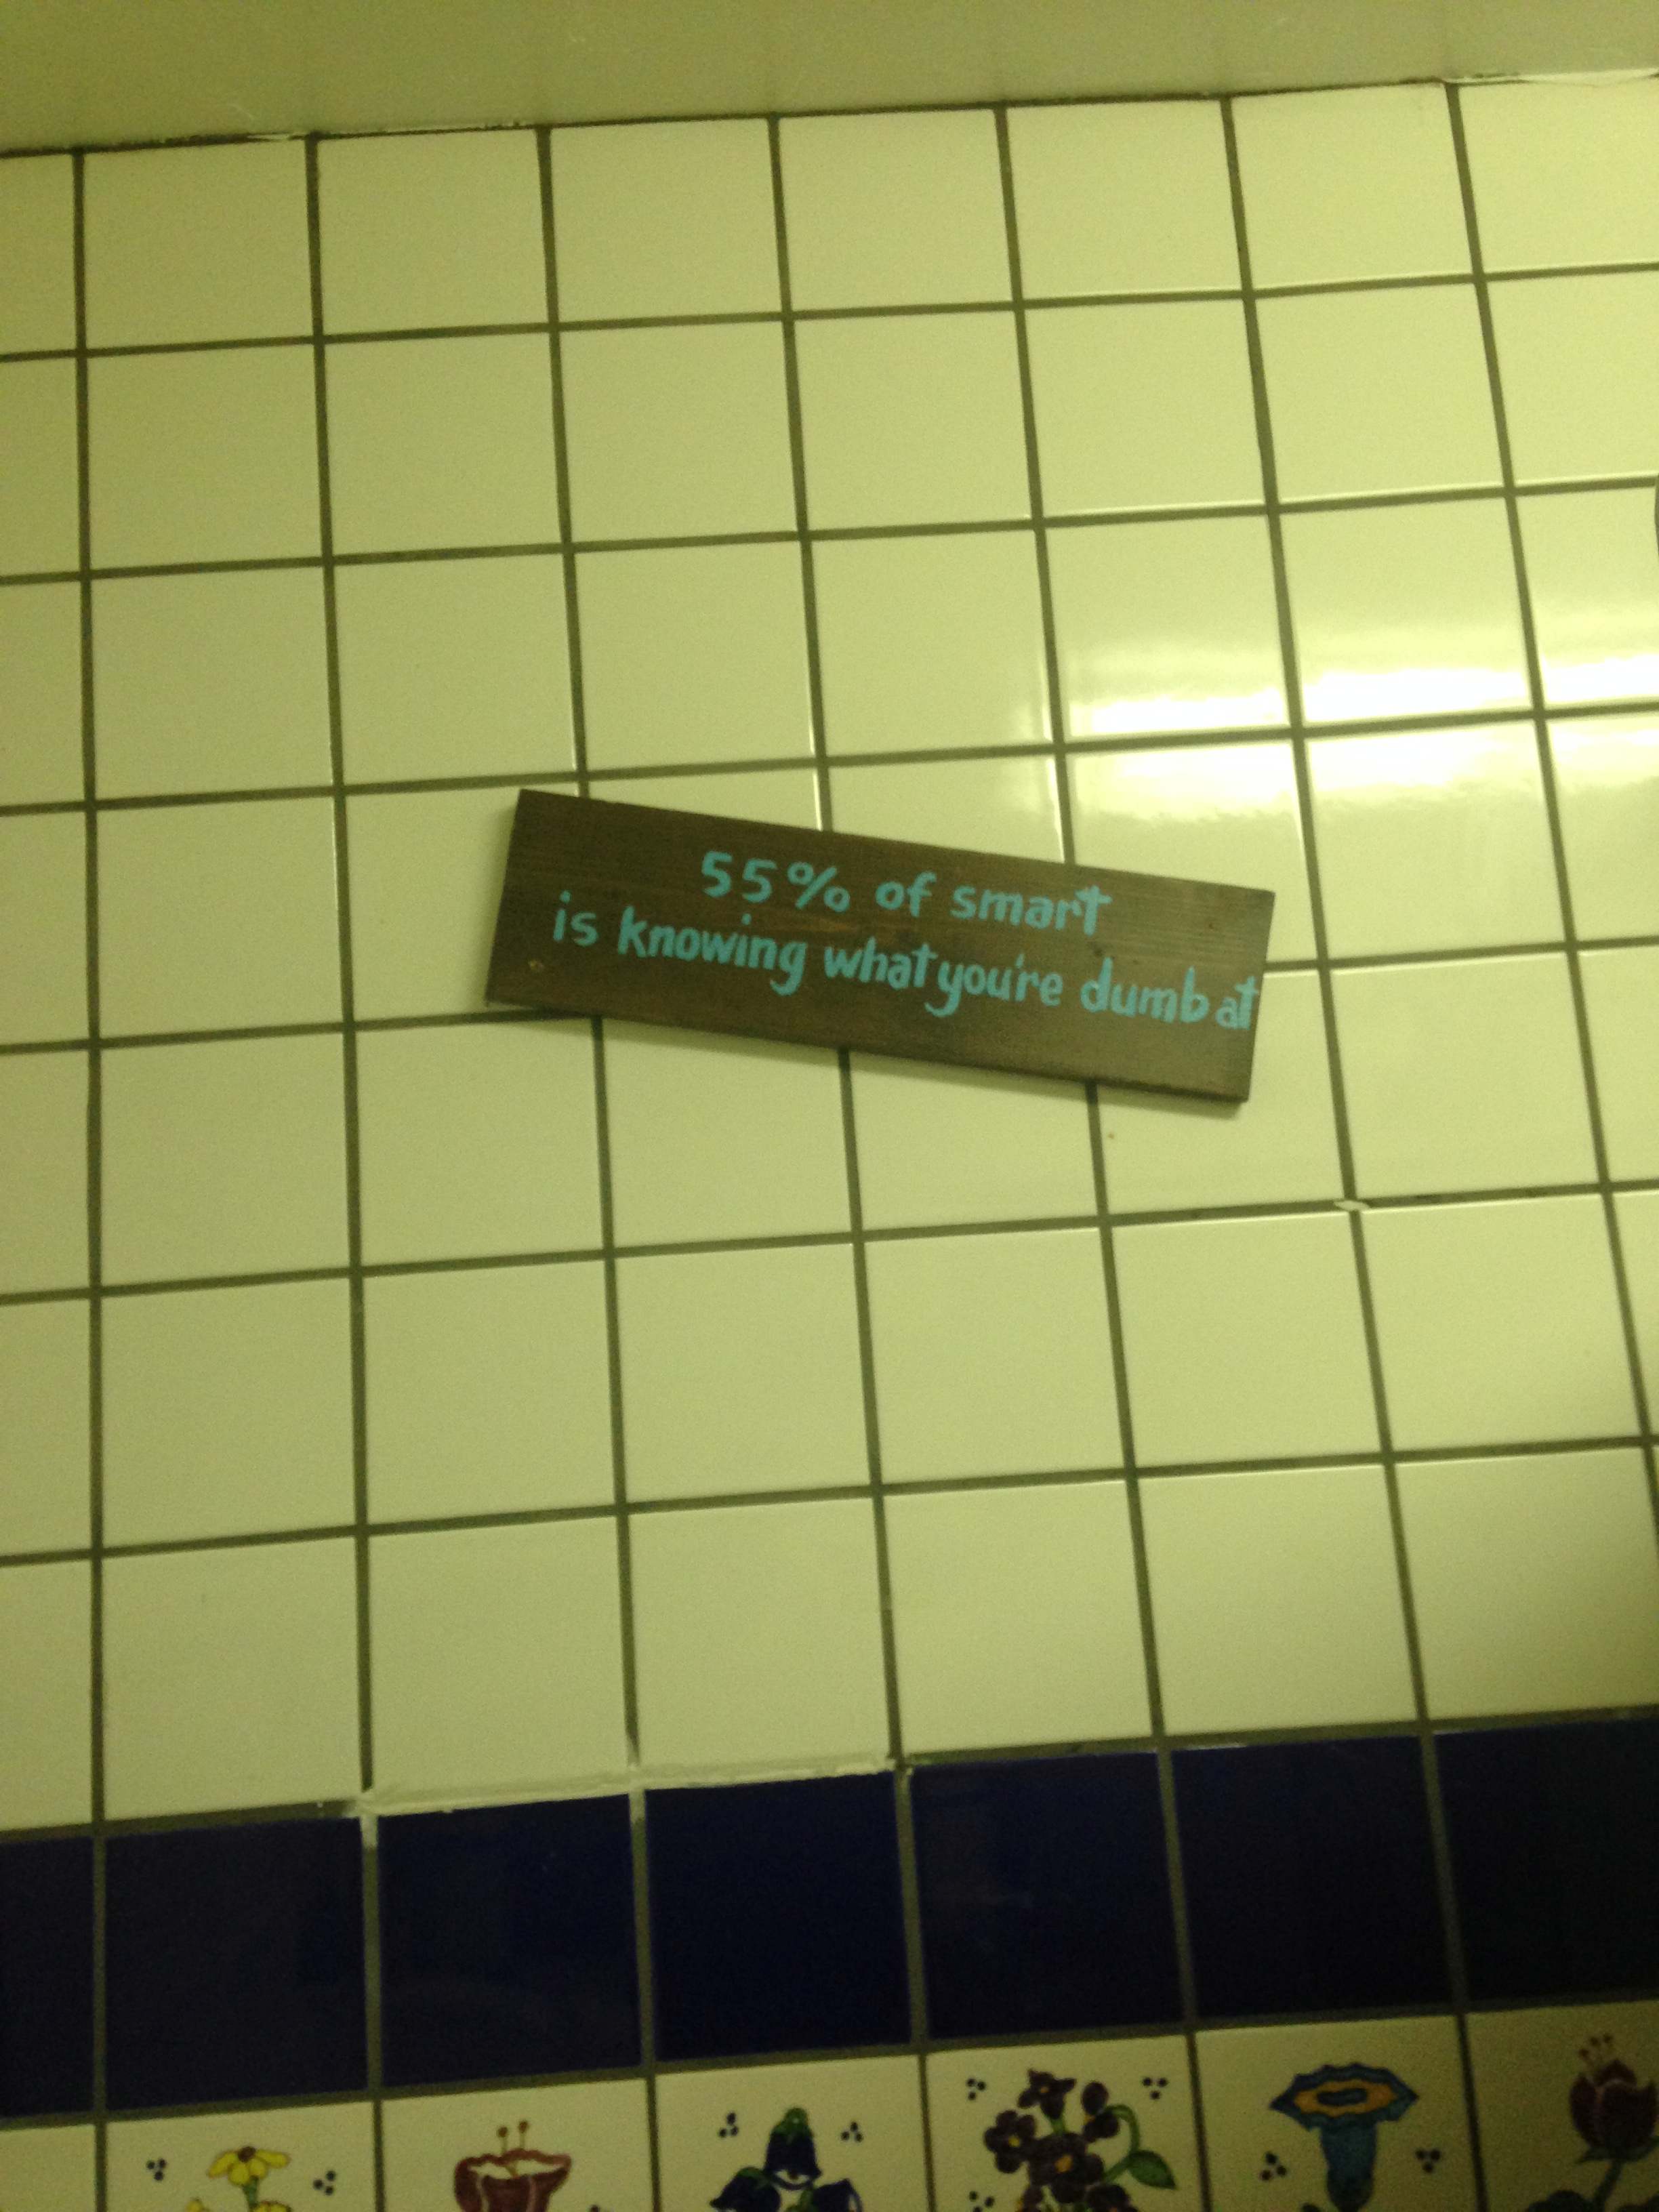 55% of smart
is knowing what you're dumb at